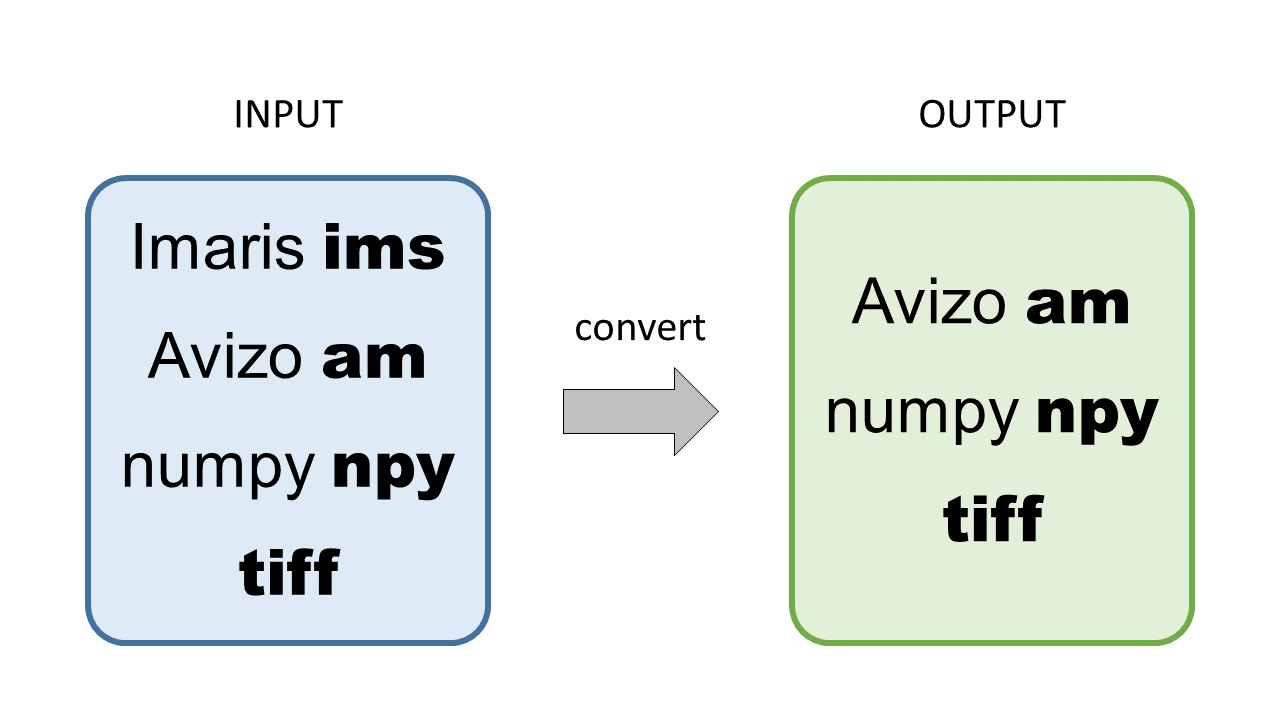 INPUT
Imaris ims
Avizo am
numpy npy
tiff
convert
OUTPUT
Avizo am
numpy npy
tiff